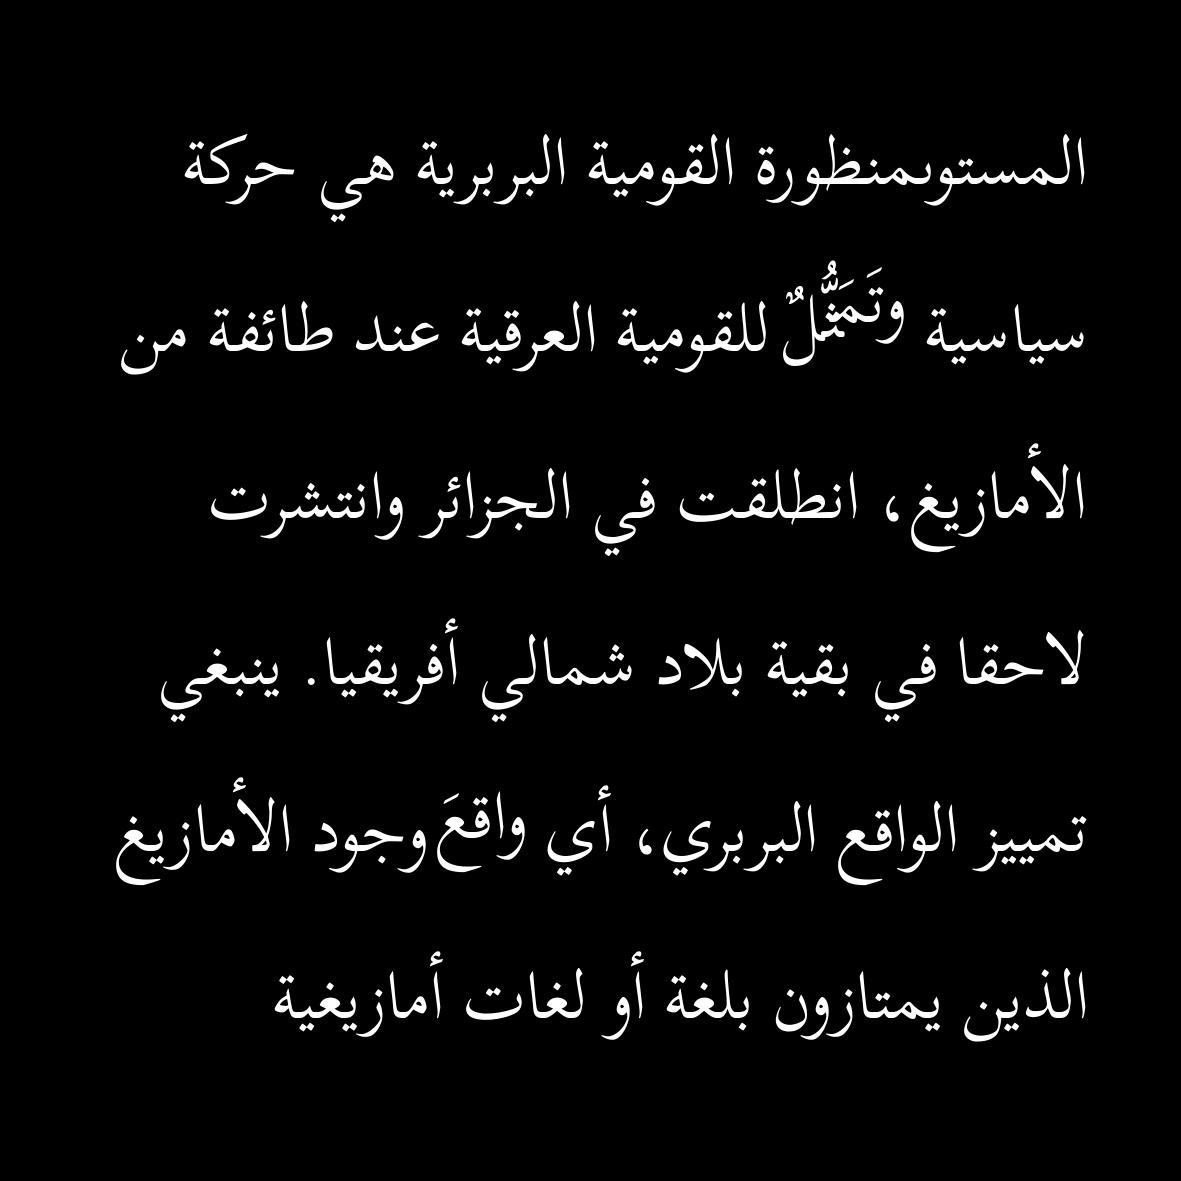 المستوىمنظورة القومية البربرية هي حركة
سياسية وتَمَثُّلٌ للقومية العرقية عند طائفة من
الأمازيغ، انطلقت في الجزائر وانتشرت
لاحقا في بقية بلاد شمالي أفريقيا. ينبغي
تمييز الواقع البربري، أي واقعَ وجود الأمازيغ
الذين يمتازون بلغة أو لغات أمازيغية